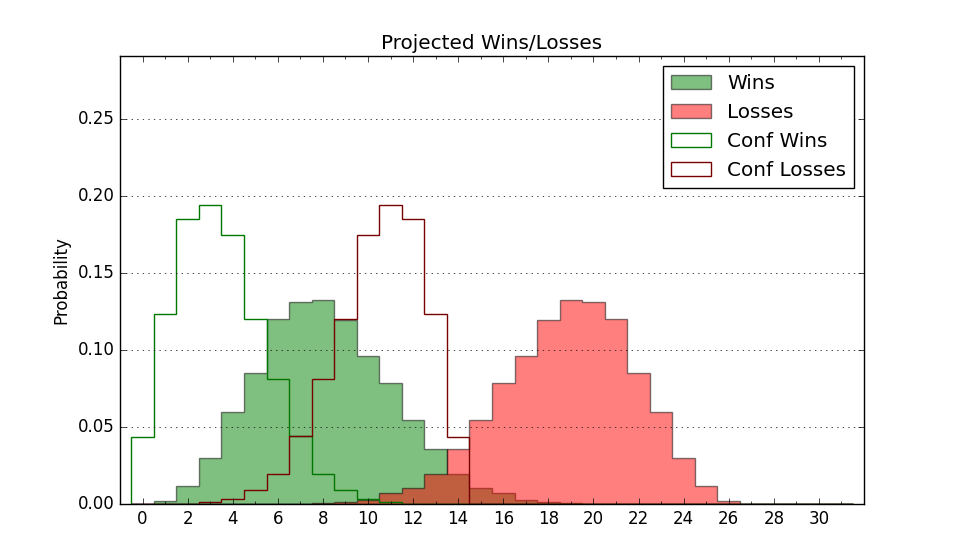 Projected Wins/Losses
Wins
Losses
Conf Wins
Conf Losses
Probability
0.25
0.20
0.15
0.10
0.05
0.00
0 2 4 6 8 10 12 14 16 18 20 22 24 26 28 30